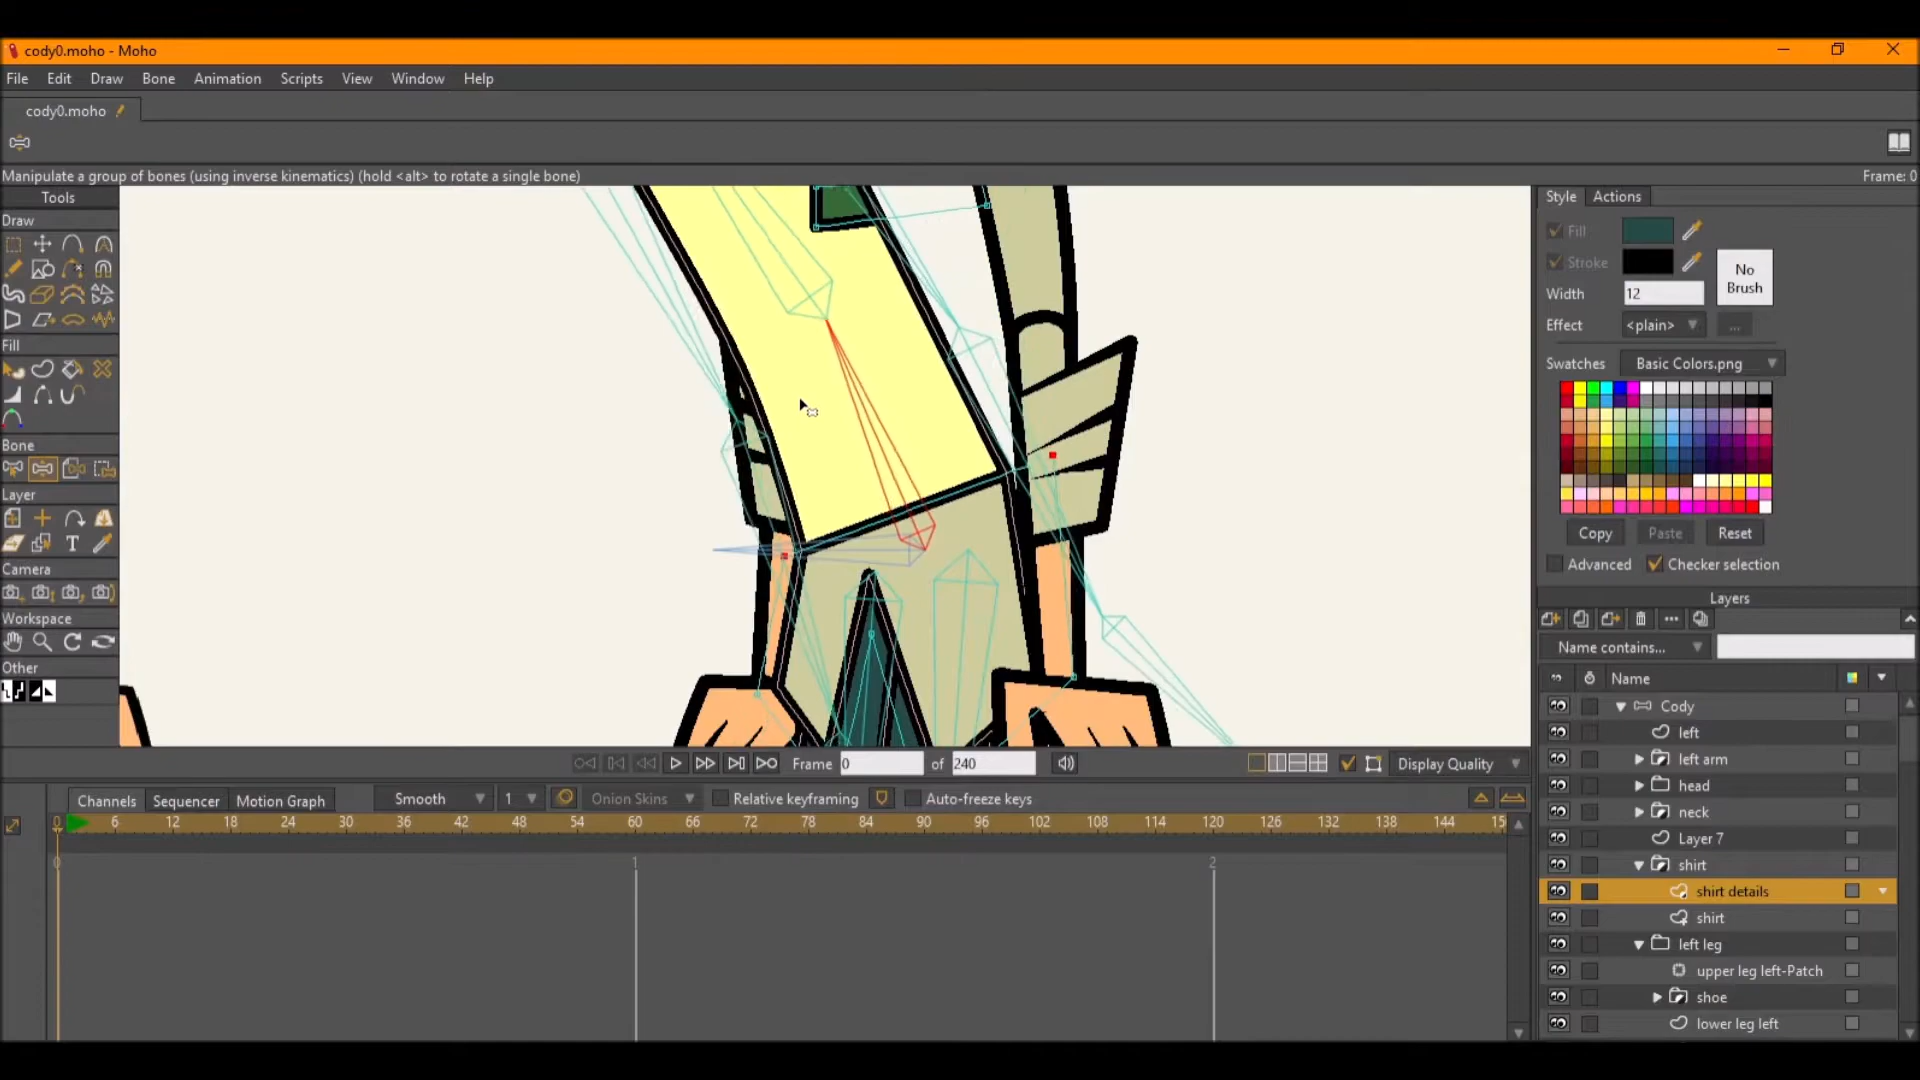 cody0.moho - Moho
File Edit Draw Bone Animation Scripts View Window Help
cody0.moho
Manipulate a group of bones (using inverse kinematics) (hold <alt> to rotate a single bone) Frame: 0
Tools
Draw
Fill
Bone
Layer
Camera
Workspace
Other
Style Actions
Fill
Stroke
No Brush
Width 12
Effect <plain> ...
Swatches Basic Colors.png
Copy Paste Reset
Advanced Checker selection
Layers
Name contains...
Name
Cody
left
left arm
head
neck
Layer 7
shirt
shirt details
shirt
left leg
upper leg left-Patch
shoe
lower leg left
Frame 0 of 240 Display Quality
Channels Sequencer Motion Graph Smooth 1 Onion Skins Relative keyframing Auto-freeze keys
6 12 18 24 30 36 42 48 54 60 66 72 78 84 90 96 102 108 114 120 126 132 138 144 15
0 1 2